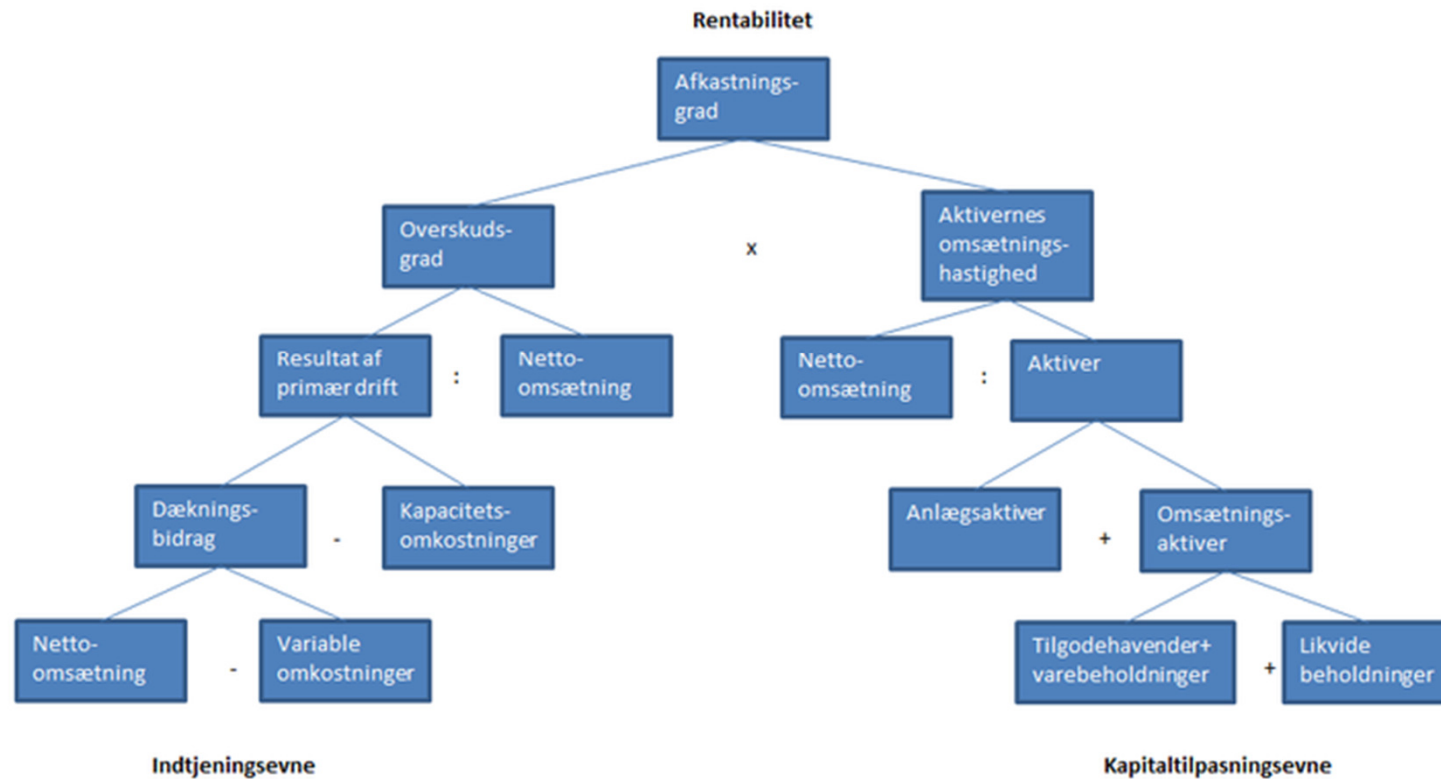 Rentabilitet
Afkastnings-
grad
Overskuds-
grad
x
Aktivernes
omsætnings-
hastighed
Resultat af
primær drift
:
Netto-
omsætning
Netto-
omsætning
:
Aktiver
Dæknings-
bidrag
-
Kapacitets-
omkostninger
Anlægsaktiver
+
Omsætnings-
aktiver
Netto-
omsætning
-
Variable
omkostninger
Tilgodehavender+
varebeholdninger
+
Likvide
beholdninger
Indtjeningsevne
Kapitaltilpasningsevne